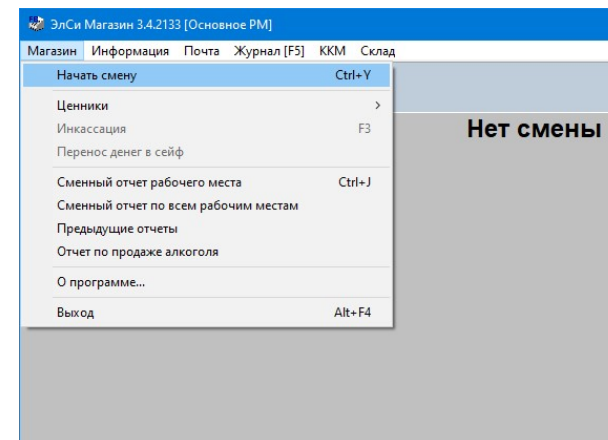 ЭлСи Магазин 3.4.2133 [Основное РМ]
Магазин Информация Почта Журнал [F5] ККМ Склад
Начать смену Ctrl+Y
Ценники
Инкассация F3
Нет смены
Перенос денег в сейф
Сменный отчет рабочего места Ctrl+J
Сменный отчет по всем рабочим местам
Предыдущие отчеты
Отчет по продаже алкоголя
О программе...
Выход Alt+F4